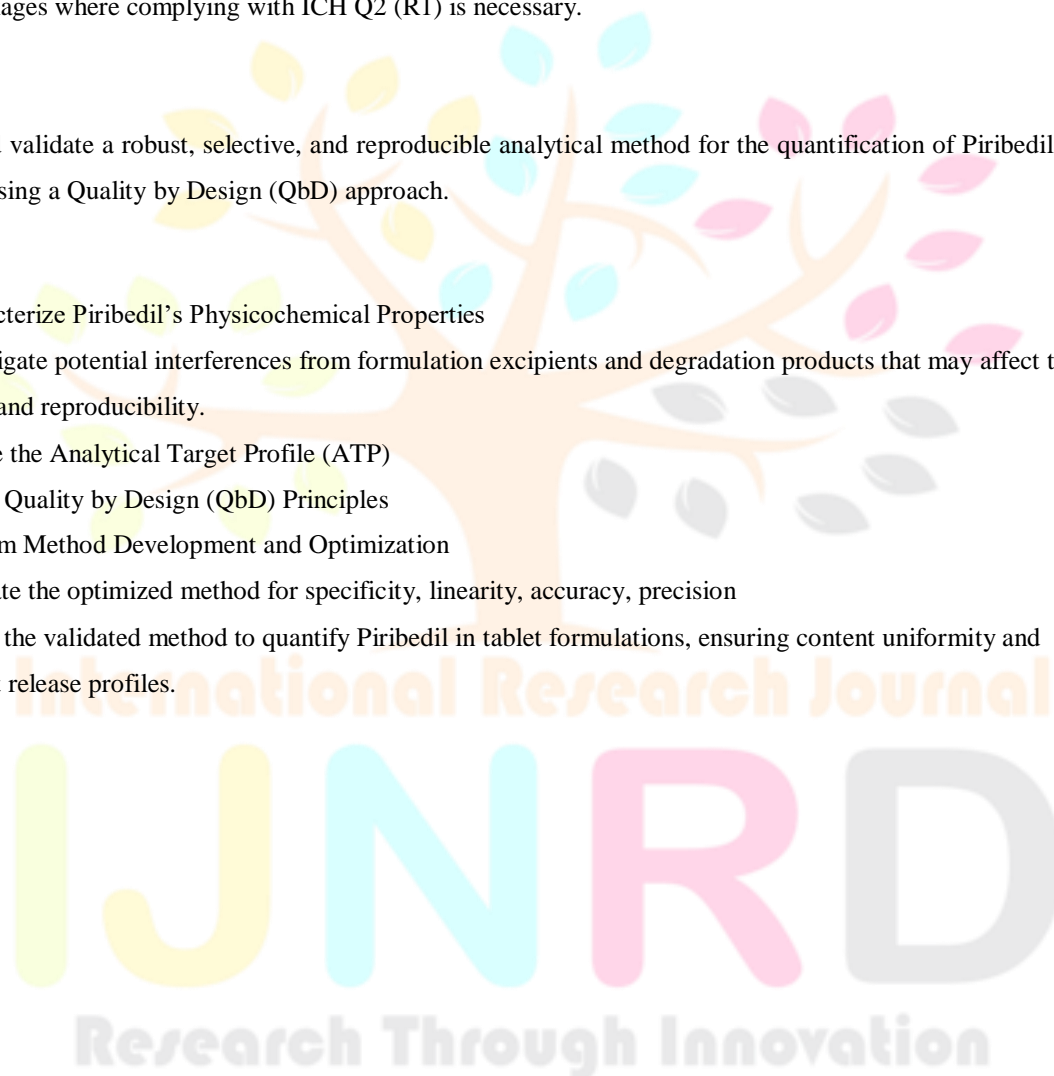 ages where complying with ICH Q2 (R1) is necessary.
validate a robust, selective, and reproducible analytical method for the quantification of Piribedil
sing a Quality by Design (QbD) approach.
cterize Piribedil's Physicochemical Properties
igate potential interferences from formulation excipients and degradation products that may affect t
and reproducibility.
e the Analytical Target Profile (ATP)
Quality by Design (QbD) Principles
m Method Development and Optimization
ate the optimized method for specificity, linearity, accuracy, precision
the validated method to quantify Piribedil in tablet formulations, ensuring content uniformity and
release profiles.
International Research Journal
IJNRD
Research Through Innovation